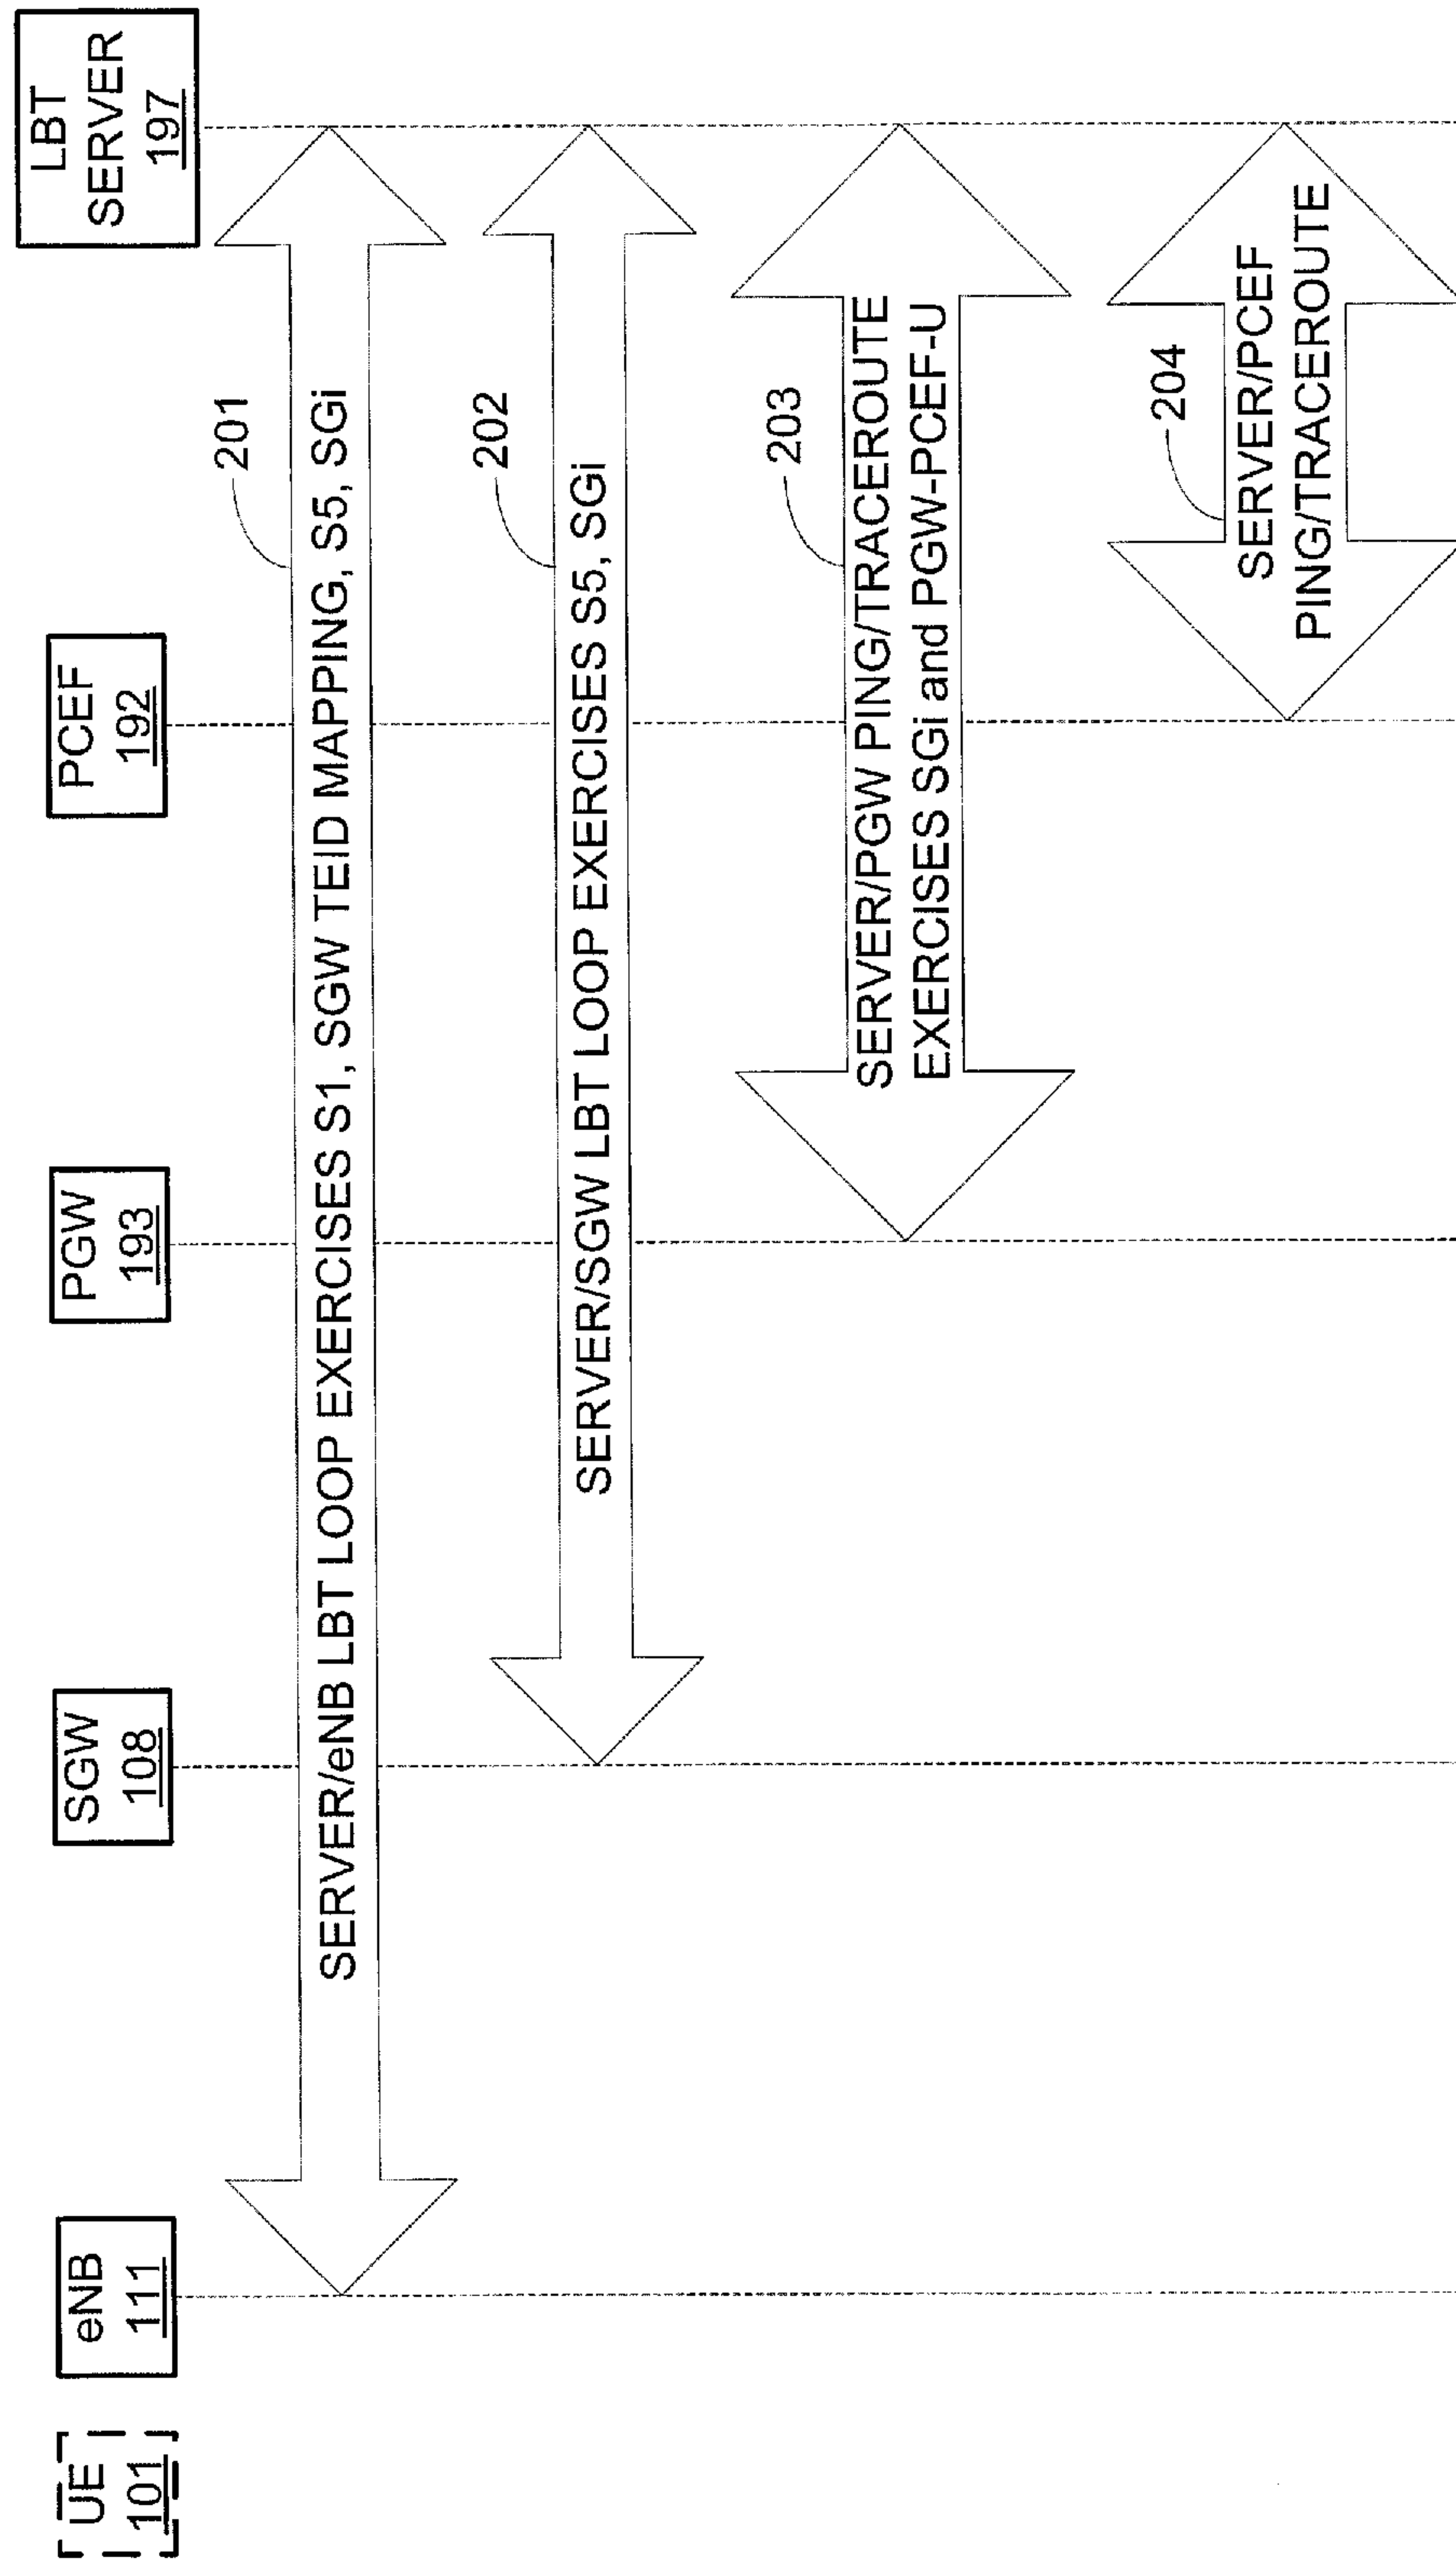 UE
101
eNB
111
SGW
108
PGW
193
PCEF
192
LBT
SERVER
197
201
SERVER/eNB LBT LOOP EXERCISES S1, SGW TEID MAPPING, S5, SGi
202
SERVER/SGW LBT LOOP EXERCISES S5, SGi
203
SERVER/PGW PING/TRACEROUTE
EXERCISES SGi and PGW-PCEF-U
204
SERVER/PCEF
PING/TRACEROUTE